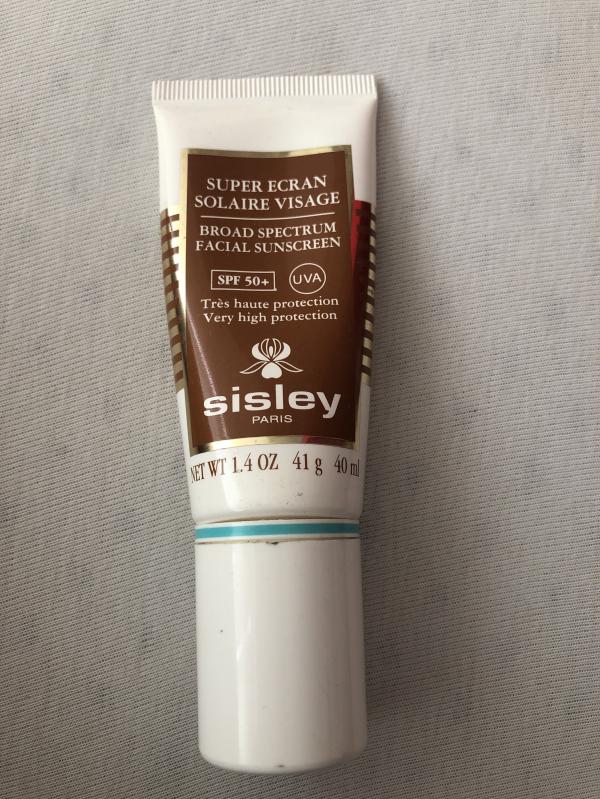 SUPER ECRAN
SOLAIRE VISAGE
BROAD SPECTRUM
FACIAL SUNSCREEN
SPF 50+ UVA
Très haute protection
Very high protection
sisley
PARIS
NET WT 1.4 OZ 41 g 40 ml